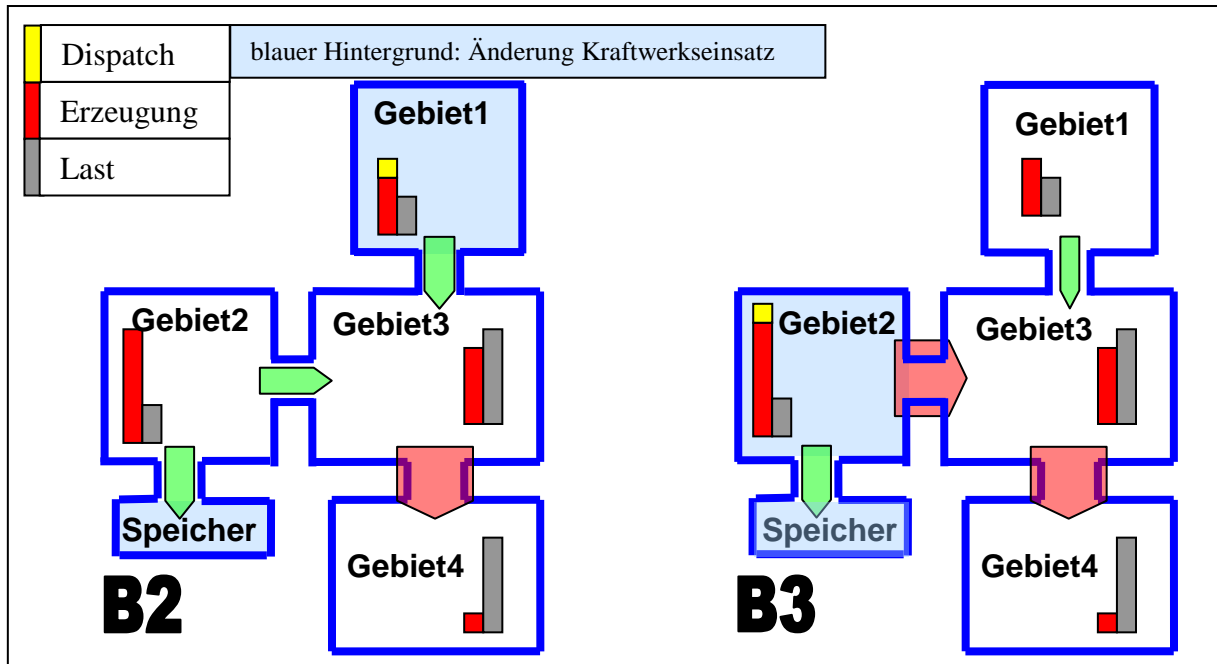 Dispatch
blauer Hintergrund: Änderung Kraftwerkseinsatz
Erzeugung
Last
Gebiet1
Gebiet2
Gebiet3
Speicher
Gebiet4
B2
Gebiet1
Gebiet2
Gebiet3
Speicher
Gebiet4
B3